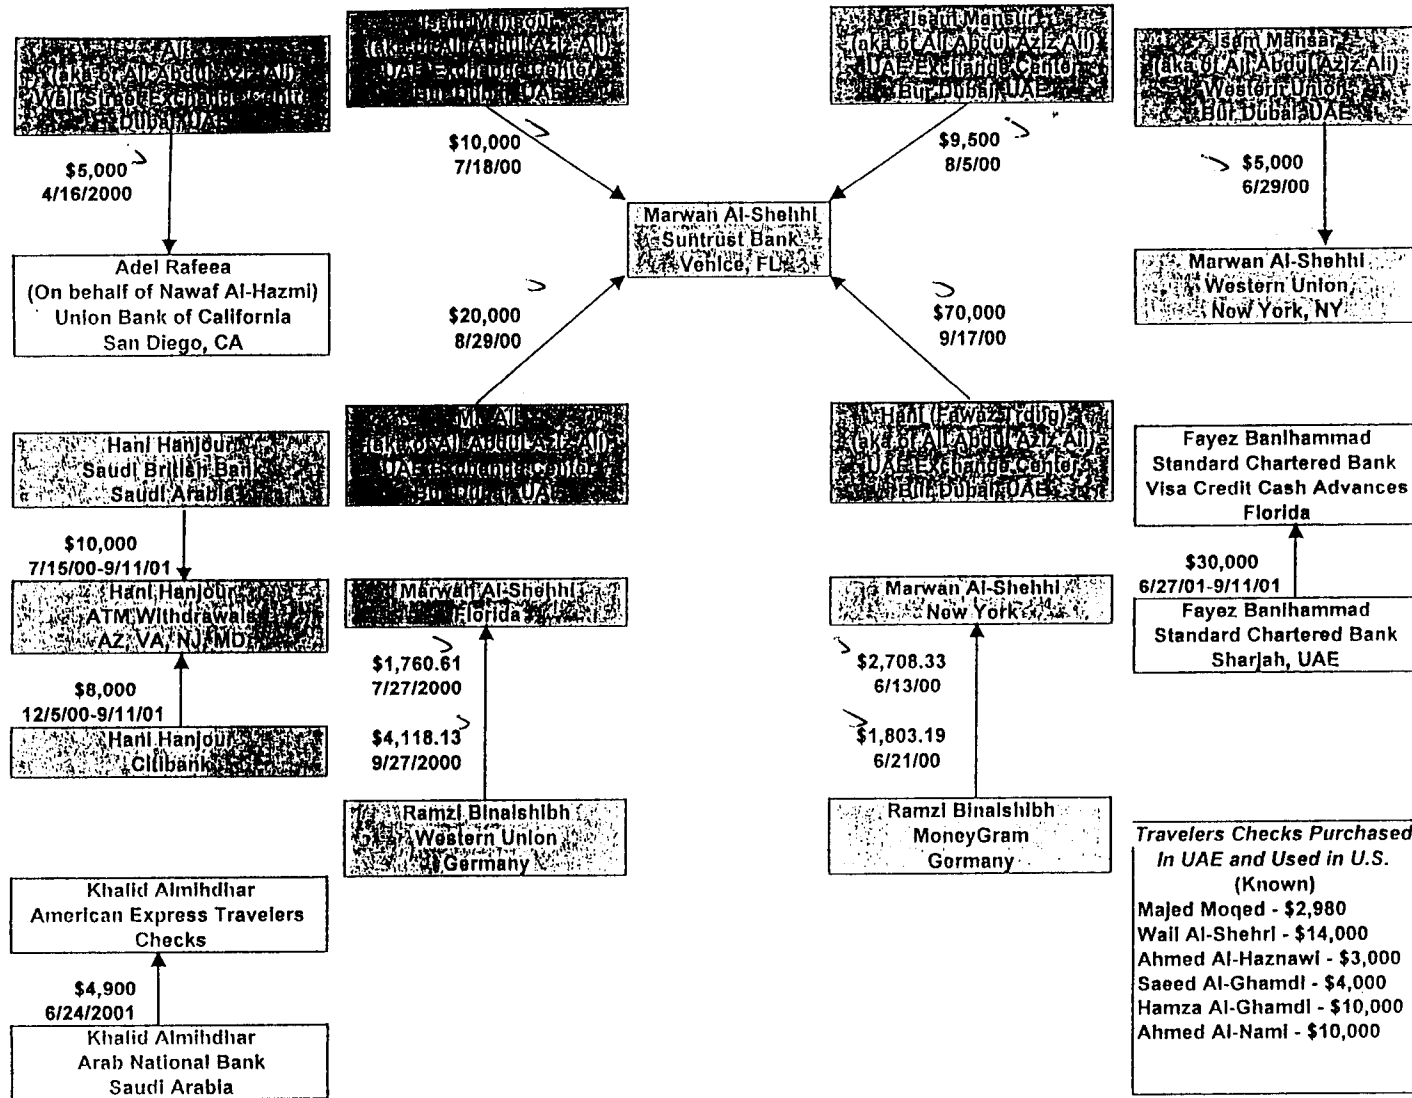 Ali
(aka of Ali Abdul Aziz Ali)
Wall Street Exchange Centre
Dubai, UAE
$5,000
4/16/2000
Adel Rafeea
(On behalf of Nawaf Al-Hazmi)
Union Bank of California
San Diego, CA
Isam Mansour
(aka of Ali Abdul Aziz Ali)
UAE Exchange Center
Bur Dubai, UAE
$10,000
7/18/00
Isam Mansur
(aka of Ali Abdul Aziz Ali)
UAE Exchange Center
Bur Dubai, UAE
$9,500
8/5/00
Isam Mansar
(aka of Ali Abdul Aziz Ali)
Western Union
Bur Dubai, UAE
$5,000
6/29/00
Marwan Al-Shehhi
Western Union
New York, NY
Marwan Al-Shehhi
Suntrust Bank
Venice, FL
$20,000
8/29/00
$70,000
9/17/00
Mr. Ali
(aka of Ali Abdul Aziz Ali)
UAE Exchange Center
Bur Dubai, UAE
Hani (Fawaz Trdng)
(aka of Ali Abdul Aziz Ali)
UAE Exchange Center
Bur Dubai, UAE
Hani Hanjour
Saudi British Bank
Saudi Arabia
$10,000
7/15/00-9/11/01
Hani Hanjour
ATM Withdrawals
AZ, VA, NJ, MD
$8,000
12/5/00-9/11/01
Hani Hanjour
Citibank
Marwan Al-Shehhi
Florida
$1,760.61
7/27/2000
$4,118.13
9/27/2000
Ramzi Binalshibh
Western Union
Germany
Marwan Al-Shehhi
New York
$2,708.33
6/13/00
$1,803.19
6/21/00
Ramzi Binalshibh
MoneyGram
Germany
Fayez Banihammad
Standard Chartered Bank
Visa Credit Cash Advances
Florida
$30,000
6/27/01-9/11/01
Fayez Banihammad
Standard Chartered Bank
Sharjah, UAE
Khalid Almihdhar
American Express Travelers
Checks
$4,900
6/24/2001
Khalid Almihdhar
Arab National Bank
Saudi Arabia
Travelers Checks Purchased
In UAE and Used in U.S.
(Known)
Majed Moqed - $2,980
Wail Al-Shehri - $14,000
Ahmed Al-Haznawi - $3,000
Saeed Al-Ghamdi - $4,000
Hamza Al-Ghamdi - $10,000
Ahmed Al-Nami - $10,000